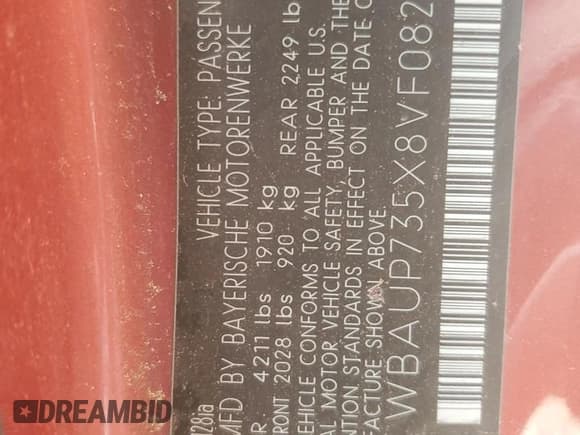 128ia VEHICLE TYPE: PASSEN
MFD BY BAYERISCHE MOTORENWERKE
R 4211 lbs 1910 kg
RONT 2028 lbs 920 kg REAR 2249 lb
EHICLE CONFORMS TO ALL APPLICABLE U.S.
AL MOTOR VEHICLE SAFETY, BUMPER AND THE
NTION STANDARDS IN EFFECT ON THE DATE O
FACTURE SHOWN ABOVE.
WBAUP735X8VF082
DREAMBID